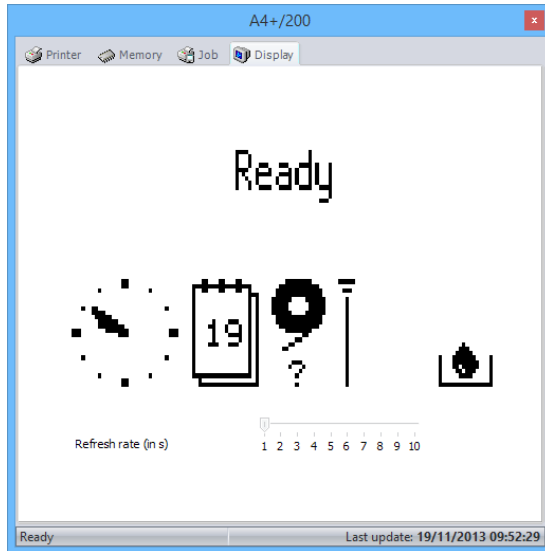 A4+/200
x
Printer Memory Job Display
Ready
19
?
Refresh rate (in s)
1 2 3 4 5 6 7 8 9 10
Ready Last update: 19/11/2013 09:52:29